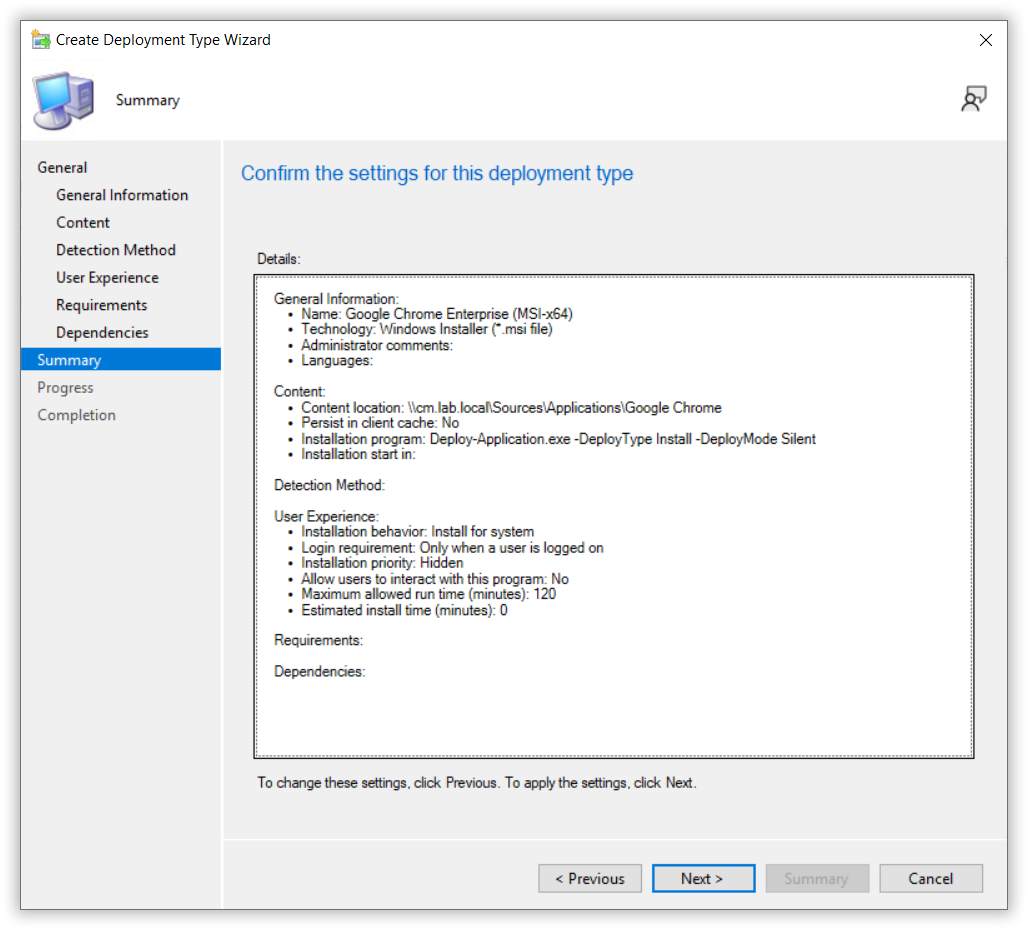 Create Deployment Type Wizard
Summary
General
General Information
Content
Detection Method
User Experience
Requirements
Dependencies
Summary
Progress
Completion
Confirm the settings for this deployment type
Details:
General Information:
• Name: Google Chrome Enterprise (MSI-x64)
• Technology: Windows Installer (*.msi file)
• Administrator comments:
• Languages:
Content:
• Content location: \\cm.lab.local\Sources\Applications\Google Chrome
• Persist in client cache: No
• Installation program: Deploy-Application.exe -DeployType Install -DeployMode Silent
• Installation start in:
Detection Method:
User Experience:
• Installation behavior: Install for system
• Login requirement: Only when a user is logged on
• Installation priority: Hidden
• Allow users to interact with this program: No
• Maximum allowed run time (minutes): 120
• Estimated install time (minutes): 0
Requirements:
Dependencies:
To change these settings, click Previous. To apply the settings, click Next.
< Previous
Next >
Summary
Cancel